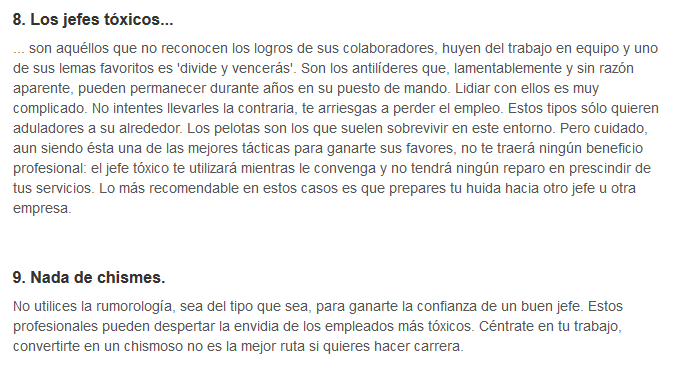 8. Los jefes tóxicos...
... son aquéllos que no reconocen los logros de sus colaboradores, huyen del trabajo en equipo y uno
de sus lemas favoritos es 'divide y vencerás'. Son los antilíderes que, lamentablemente y sin razón
aparente, pueden permanecer durante años en su puesto de mando. Lidiar con ellos es muy
complicado. No intentes llevarles la contraria, te arriesgas a perder el empleo. Estos tipos sólo quieren
aduladores a su alrededor. Los pelotas son los que suelen sobrevivir en este entorno. Pero cuidado,
aun siendo ésta una de las mejores tácticas para ganarte sus favores, no te traerá ningún beneficio
profesional: el jefe tóxico te utilizará mientras le convenga y no tendrá ningún reparo en prescindir de
tus servicios. Lo más recomendable en estos casos es que prepares tu huida hacia otro jefe u otra
empresa.
9. Nada de chismes.
No utilices la rumorología, sea del tipo que sea, para ganarte la confianza de un buen jefe. Estos
profesionales pueden despertar la envidia de los empleados más tóxicos. Céntrate en tu trabajo,
convertirte en un chismoso no es la mejor ruta si quieres hacer carrera.